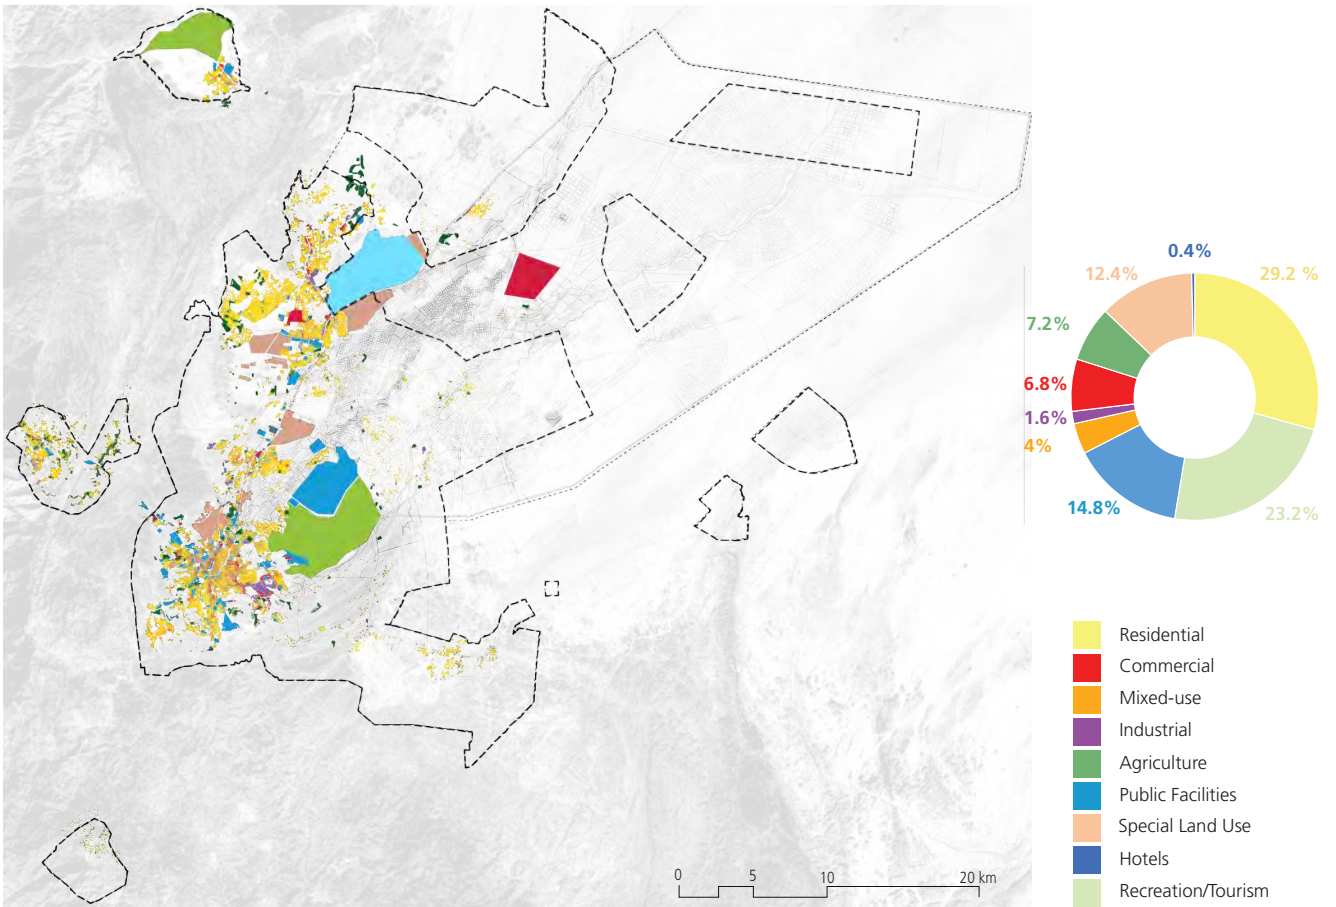 0.4%
12.4%
29.2 %
7.2%
6.8%
1.6%
4%
14.8%
23.2%
Residential
Commercial
Mixed-use
Industrial
Agriculture
Public Facilities
Special Land Use
Hotels
Recreation/Tourism
0 5 10 20 km